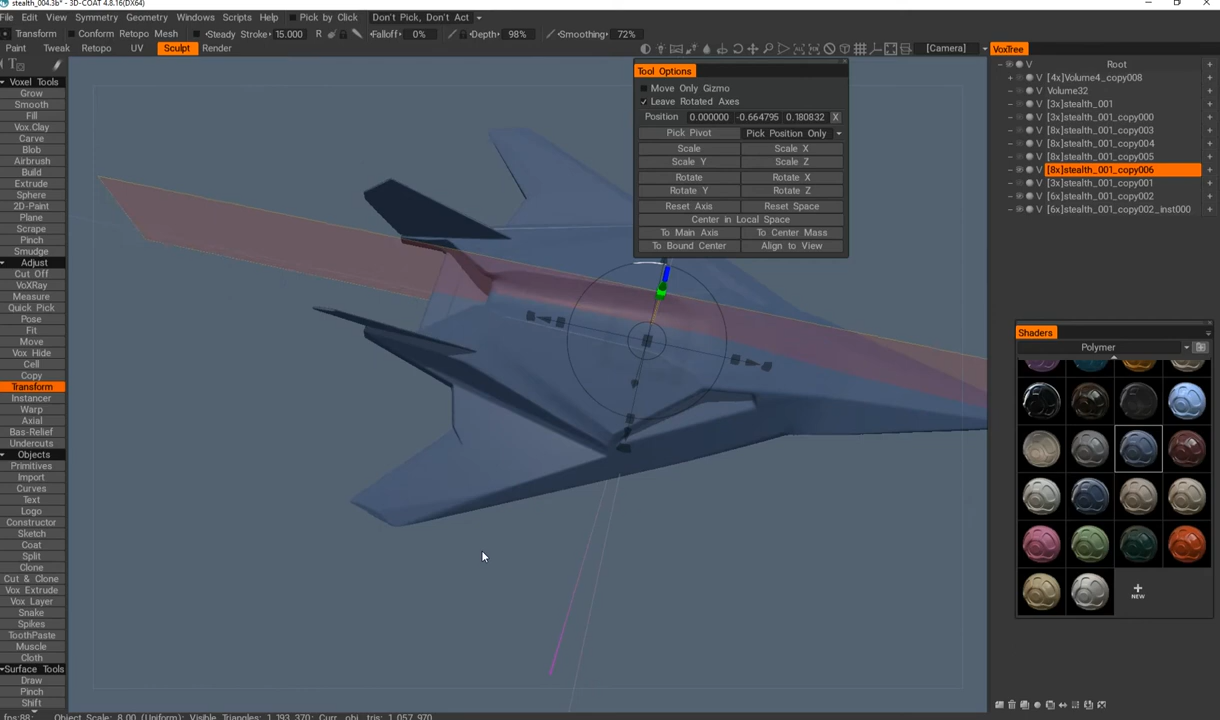 stealth_004.3b* - 3D-COAT 4.8.16(DX64)
File Edit View Symmetry Geometry Windows Scripts Help Pick by Click Don't Pick, Don't Act
Transform Conform Retopo Mesh Steady Stroke 15.000 R Falloff 0% Depth 98% Smoothing 72%
Paint Tweak Retopo UV Sculpt Render [Camera]
Voxel Tools
Grow
Smooth
Fill
Vox.Clay
Carve
Blob
Airbrush
Build
Extrude
Sphere
2D-Paint
Plane
Scrape
Pinch
Smudge
Adjust
Cut Off
VoXRay
Measure
Quick Pick
Pose
Fit
Move
Vox Hide
Cell
Copy
Transform
Instancer
Warp
Axial
Bas-Relief
Undercuts
Objects
Primitives
Import
Curves
Text
Logo
Constructor
Sketch
Coat
Split
Clone
Cut & Clone
Vox Extrude
Vox Layer
Snake
Spikes
ToothPaste
Muscle
Cloth
Surface Tools
Draw
Pinch
Shift
Tool Options
Move Only Gizmo
Leave Rotated Axes
Position 0.000000 -0.664795 0.180832 X
Pick Pivot Pick Position Only
Scale Scale X
Scale Y Scale Z
Rotate Rotate X
Rotate Y Rotate Z
Reset Axis Reset Space
Center in Local Space
To Main Axis To Center Mass
To Bound Center Align to View
VoxTree
V Root
V [4x]Volume4_copy008
V Volume32
V [3x]stealth_001
V [3x]stealth_001_copy000
V [8x]stealth_001_copy003
V [8x]stealth_001_copy004
V [8x]stealth_001_copy005
V [8x]stealth_001_copy006
V [3x]stealth_001_copy001
V [6x]stealth_001_copy002
V [6x]stealth_001_copy002_inst000
Shaders
Polymer
NEW
fps:88; Object Scale: 8.00 (Uniform); Visible Triangles: 1,193,370; Curr. obj. tris: 1,057,970